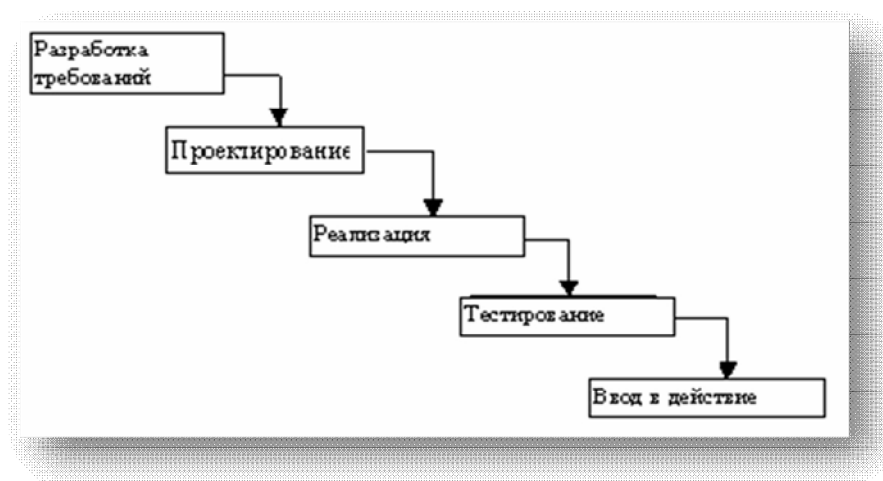 Разработка
требований
Проектирование
Реализация
Тестирование
Ввод в действие